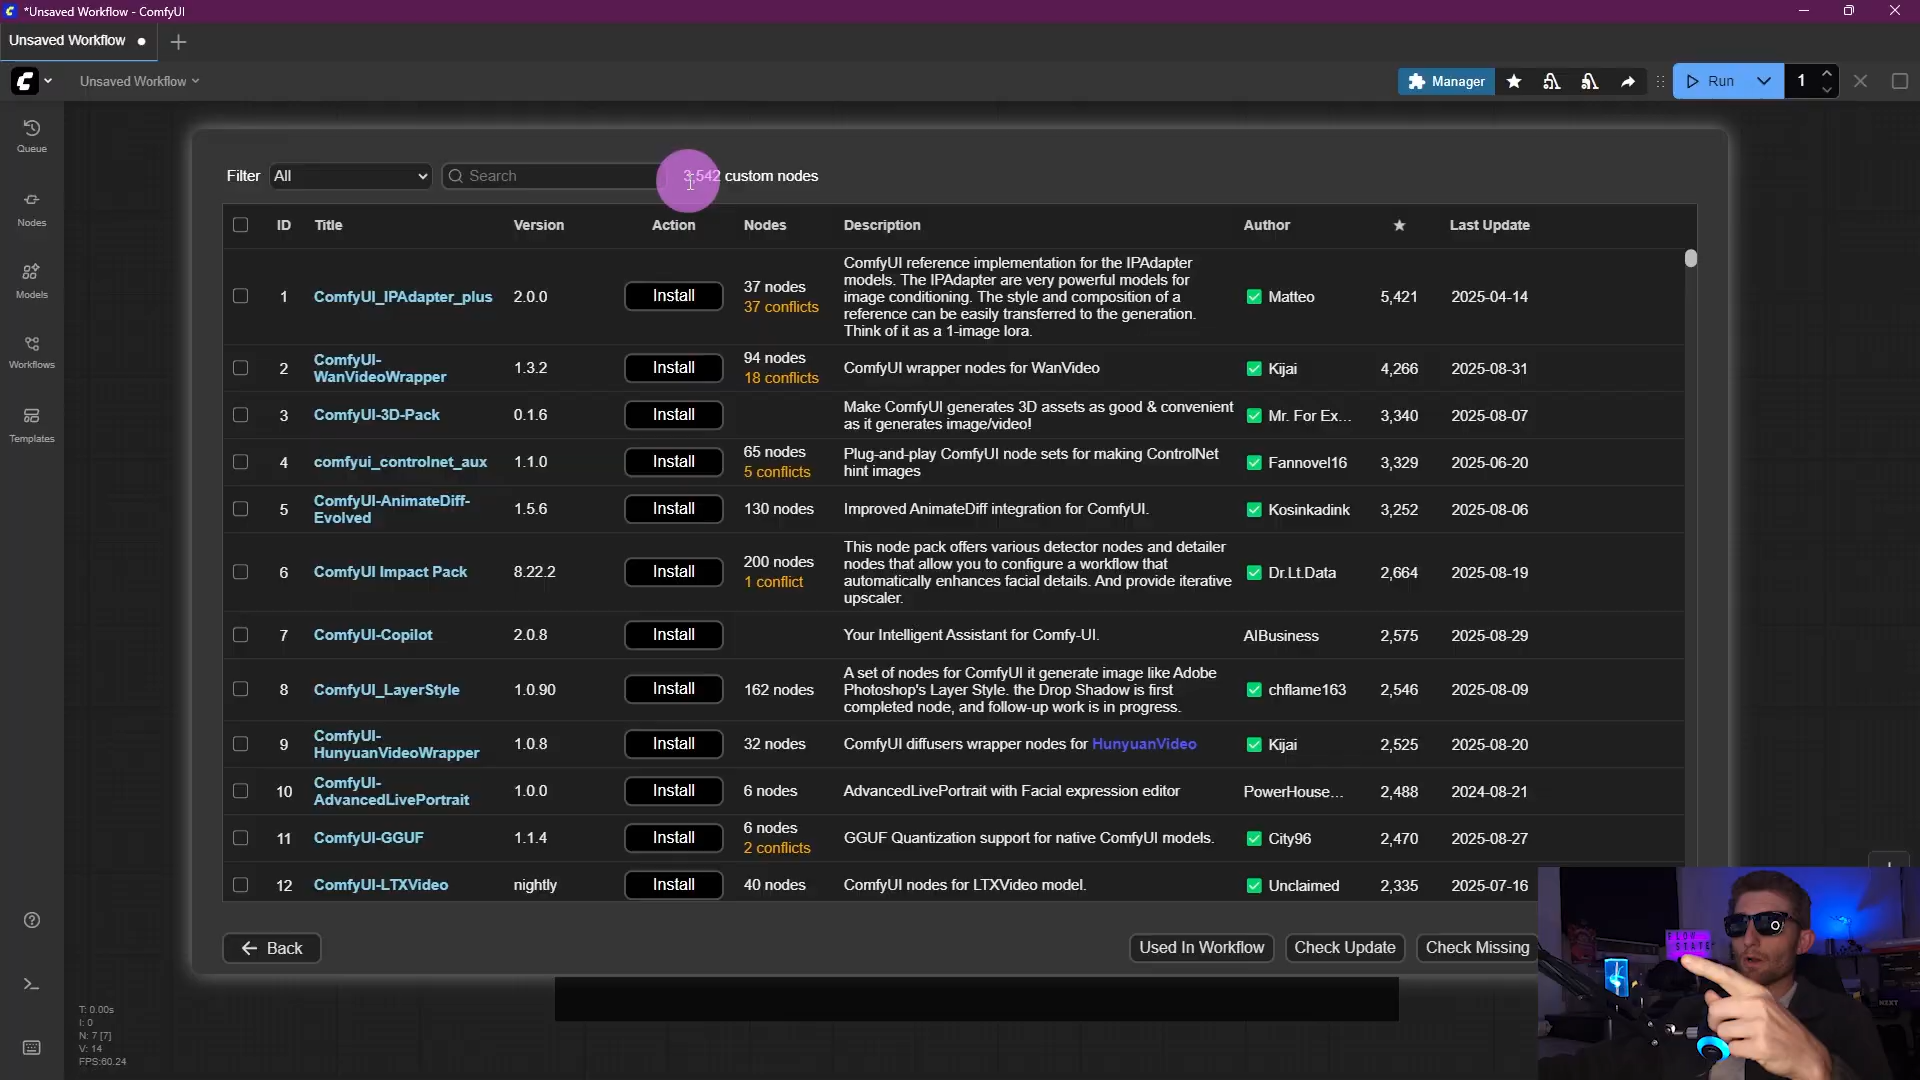 *Unsaved Workflow - ComfyUI
Unsaved Workflow
Unsaved Workflow
Manager
Run
1
Queue
Nodes
Models
Workflows
Templates
Filter All Search 3,542 custom nodes
ID Title Version Action Nodes Description Author ★ Last Update
1 ComfyUI_IPAdapter_plus 2.0.0 Install 37 nodes 37 conflicts
ComfyUI reference implementation for the IPAdapter
models. The IPAdapter are very powerful models for
image conditioning. The style and composition of a
reference can be easily transferred to the generation.
Think of it as a 1-image lora.
Matteo 5,421 2025-04-14
2 ComfyUI-
WanVideoWrapper 1.3.2 Install 94 nodes
18 conflicts
ComfyUI wrapper nodes for WanVideo Kijai 4,266 2025-08-31
3 ComfyUI-3D-Pack 0.1.6 Install
Make ComfyUI generates 3D assets as good & convenient
as it generates image/video!
Mr. For Ex... 3,340 2025-08-07
4 comfyui_controlnet_aux 1.1.0 Install 65 nodes
5 conflicts
Plug-and-play ComfyUI node sets for making ControlNet
hint images
Fannovel16 3,329 2025-06-20
5 ComfyUI-AnimateDiff-
Evolved 1.5.6 Install 130 nodes Improved AnimateDiff integration for ComfyUI. Kosinkadink 3,252 2025-08-06
6 ComfyUI Impact Pack 8.22.2 Install 200 nodes
1 conflict
This node pack offers various detector nodes and detailer
nodes that allow you to configure a workflow that
automatically enhances facial details. And provide iterative
upscaler.
Dr.Lt.Data 2,664 2025-08-19
7 ComfyUI-Copilot 2.0.8 Install Your Intelligent Assistant for Comfy-UI. AIBusiness 2,575 2025-08-29
8 ComfyUI_LayerStyle 1.0.90 Install 162 nodes
A set of nodes for ComfyUI it generate image like Adobe
Photoshop's Layer Style. the Drop Shadow is first
completed node, and follow-up work is in progress.
chflame163 2,546 2025-08-09
9 ComfyUI-
HunyuanVideoWrapper 1.0.8 Install 32 nodes ComfyUI diffusers wrapper nodes for HunyuanVideo Kijai 2,525 2025-08-20
10 ComfyUI-
AdvancedLivePortrait 1.0.0 Install 6 nodes AdvancedLivePortrait with Facial expression editor PowerHouse... 2,488 2024-08-21
11 ComfyUI-GGUF 1.1.4 Install 6 nodes
2 conflicts
GGUF Quantization support for native ComfyUI models. City96 2,470 2025-08-27
12 ComfyUI-LTXVideo nightly Install 40 nodes ComfyUI nodes for LTXVideo model. Unclaimed 2,335 2025-07-16
Back Used In Workflow Check Update Check Missing
T: 0.00s
I: 0
N: 7 [7]
V: 14
FPS:60.24
FLOW
STATE
NZXT